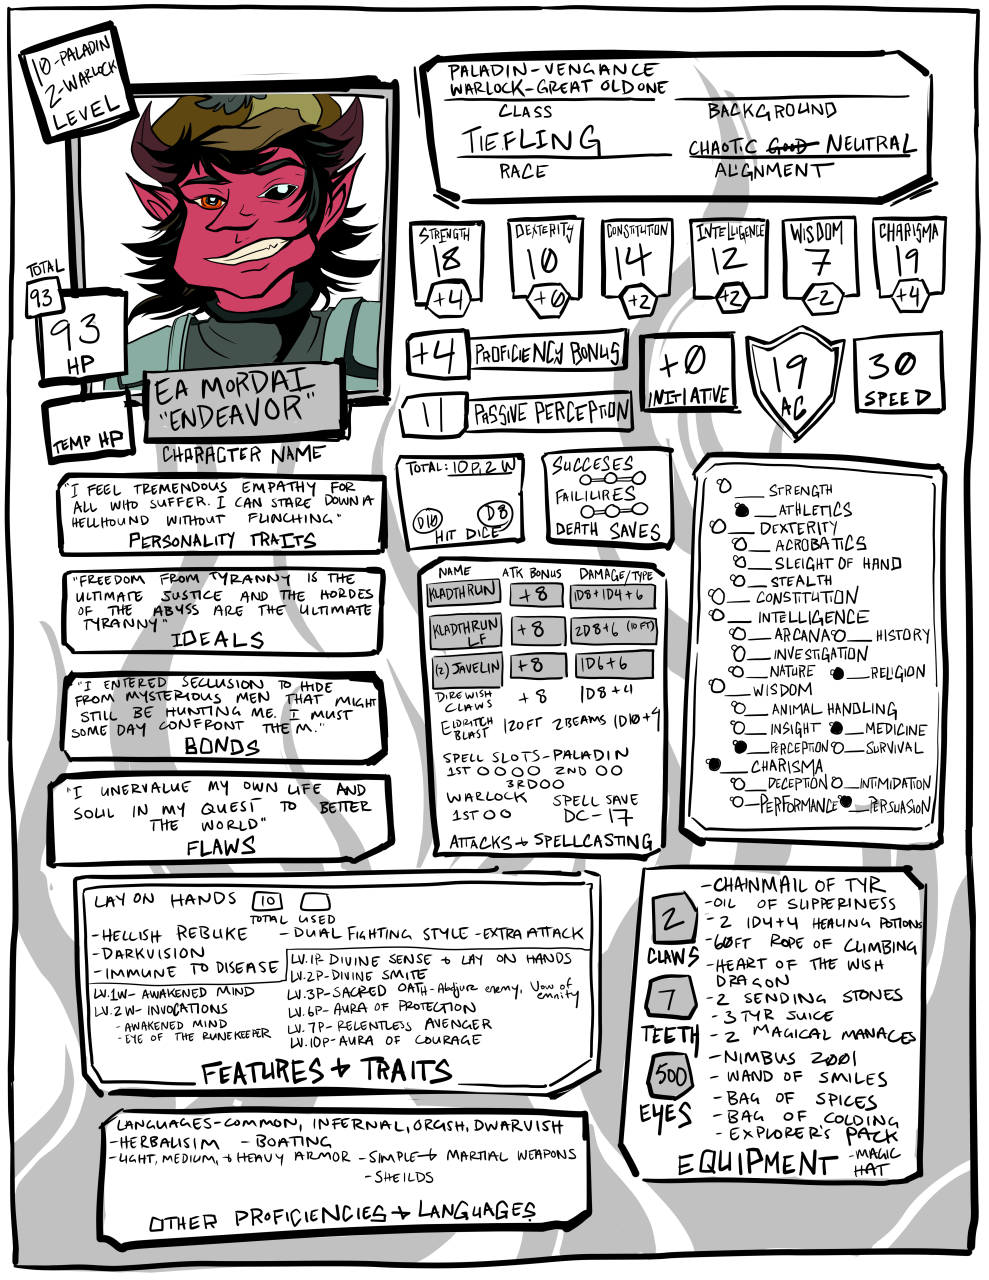 10-PALADIN
2-WARLOCK
LEVEL
PALADIN-VENGANCE
WARLOCK-GREAT OLD ONE
CLASS
BACKGROUND
TIEFLING
CHAOTIC GOOD NEUTRAL
RACE
ALIGNMENT
STRENGTH
18
+4
DEXTERITY
10
+0
CONSTITUTION
14
+2
INTELLIGENCE
12
+2
WISDOM
7
-2
CHARISMA
19
+4
TOTAL
93
93
HP
TEMP HP
EA MORDAI
"ENDEAVOR"
CHARACTER NAME
+4 PROFICIENCY BONUS
11 PASSIVE PERCEPTION
+0
INITIATIVE
19
AC
30
SPEED
"I FEEL TREMENDOUS EMPATHY FOR
ALL WHO SUFFER. I CAN STARE DOWN A
HELLHOUND WITHOUT FLINCHING"
PERSONALITY TRAITS
"FREEDOM FROM TYRANNY IS THE
ULTIMATE JUSTICE AND THE HORDES
OF THE ABYSS ARE THE ULTIMATE
TYRANNY"
IDEALS
"I ENTERED SECLUSION TO HIDE
FROM MYSTERIOUS MEN THAT MIGHT
STILL BE HUNTING ME. I MUST
SOME DAY CONFRONT THEM."
BONDS
"I UNERVALUE MY OWN LIFE AND
SOUL IN MY QUEST TO BETTER
THE WORLD"
FLAWS
TOTAL: 10 P, 2 W
D10 D8
HIT DICE
SUCCESES
FAILILIRES
DEATH SAVES
NAME ATK BONUS DAMAGE/TYPE
KLADTHRUN +8 1D8+1D4+6
KLADTHRUN
LF +8 2D8+6 (10FT)
(2) JAVELIN +8 1D6+6
DIREWISH
CLAWS +8 1D8+4
ELDRITCH
BLAST 120FT 2 BEAMS 1D10+4
SPELL SLOTS-PALADIN
1ST 2ND
3RD
WARLOCK SPELL SAVE
1ST DC-17
ATTACKS + SPELLCASTING
STRENGTH
ATHLETICS
DEXTERITY
ACROBATICS
SLEIGHT OF HAND
STEALTH
CONSTITUTION
INTELLIGENCE
ARCANA HISTORY
INVESTIGATION
NATURE RELIGION
WISDOM
ANIMAL HANDLING
INSIGHT MEDICINE
PERCEPTION SURVIVAL
CHARISMA
DECEPTION INTIMIDATION
PERFORMANCE PERSUASION
LAY ON HANDS 10
TOTAL USED
-HELLISH REBUKE -DUAL FIGHTING STYLE -EXTRA ATTACK
-DARKVISION
-IMMUNE TO DISEASE
LV.1W- AWAKENED MIND
LV.2W-INVOCATIONS
-AWAKENED MIND
-EYE OF THE RUNEKEEPER
LV.1P-DIVINE SENSE + LAY ON HANDS
LV.2P-DIVINE SMITE
LV.3P-SACRED OATH-Abdjure enemy, Vow of emnity
LV.6P-AURA OF PROTECTION
LV.7P-RELENTLESS AVENGER
LV.10P-AURA OF COURAGE
FEATURES + TRAITS
2
CLAWS
7
TEETH
500
EYES
-CHAINMAIL OF TYR
-OIL OF SLIPPERINESS
-2 1D4+4 HEALING POTIONS
-60FT ROPE OF CLIMBING
-HEART OF THE WISH
DRAGON
-2 SENDING STONES
-3 TYR JUICE
-2 MAGICAL MANACES
-NIMBUS 2001
-WAND OF SMILES
-BAG OF SPICES
-BAG OF COLDING
-EXPLORER'S PACK
-MAGIC
HAT
EQUIPMENT
LANGUAGES-COMMON, INFERNAL, ORCISH, DWARVISH
-HERBALISIM -BOATING
-LIGHT, MEDIUM, + HEAVY ARMOR -SIMPLE + MARTIAL WEAPONS
-SHEILDS
OTHER PROFICIENCIES + LANGUAGES